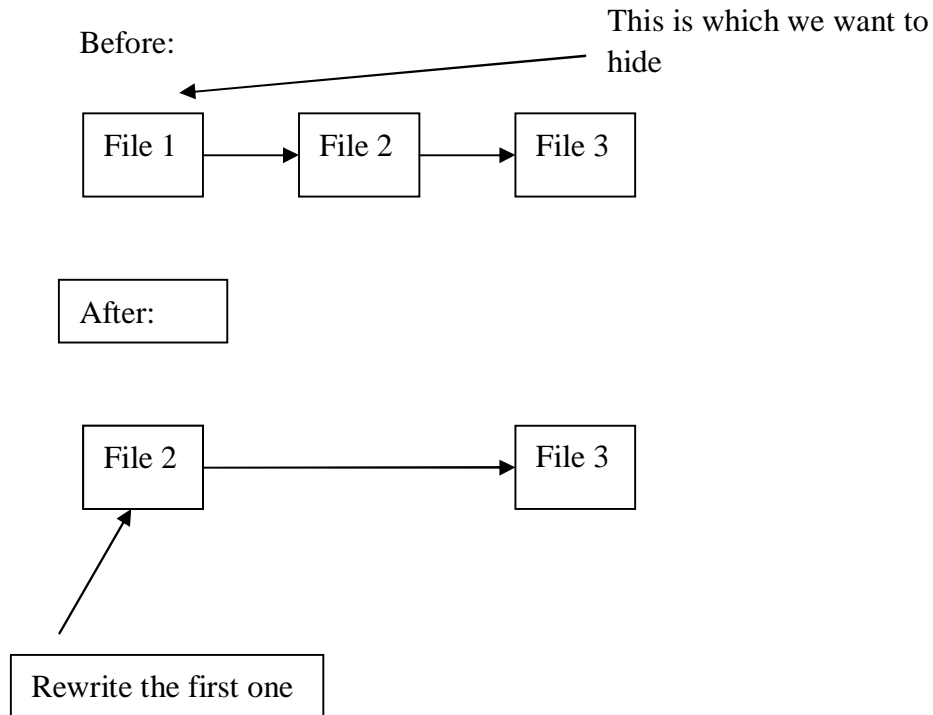 This is which we want to
hide
Before:
File 1
File 2
File 3
After:
File 2
File 3
Rewrite the first one